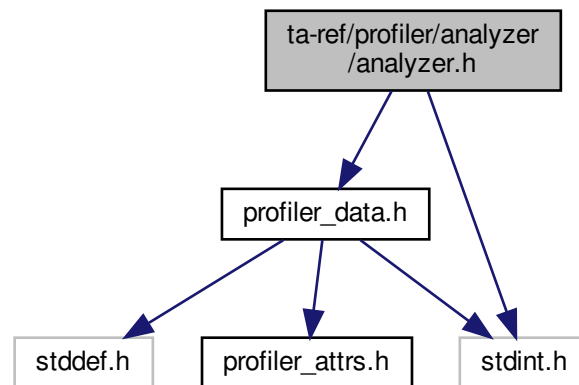 ta-ref/profiler/analyzer
/analyzer.h
profiler_data.h
stddef.h
profiler_attrs.h
stdint.h